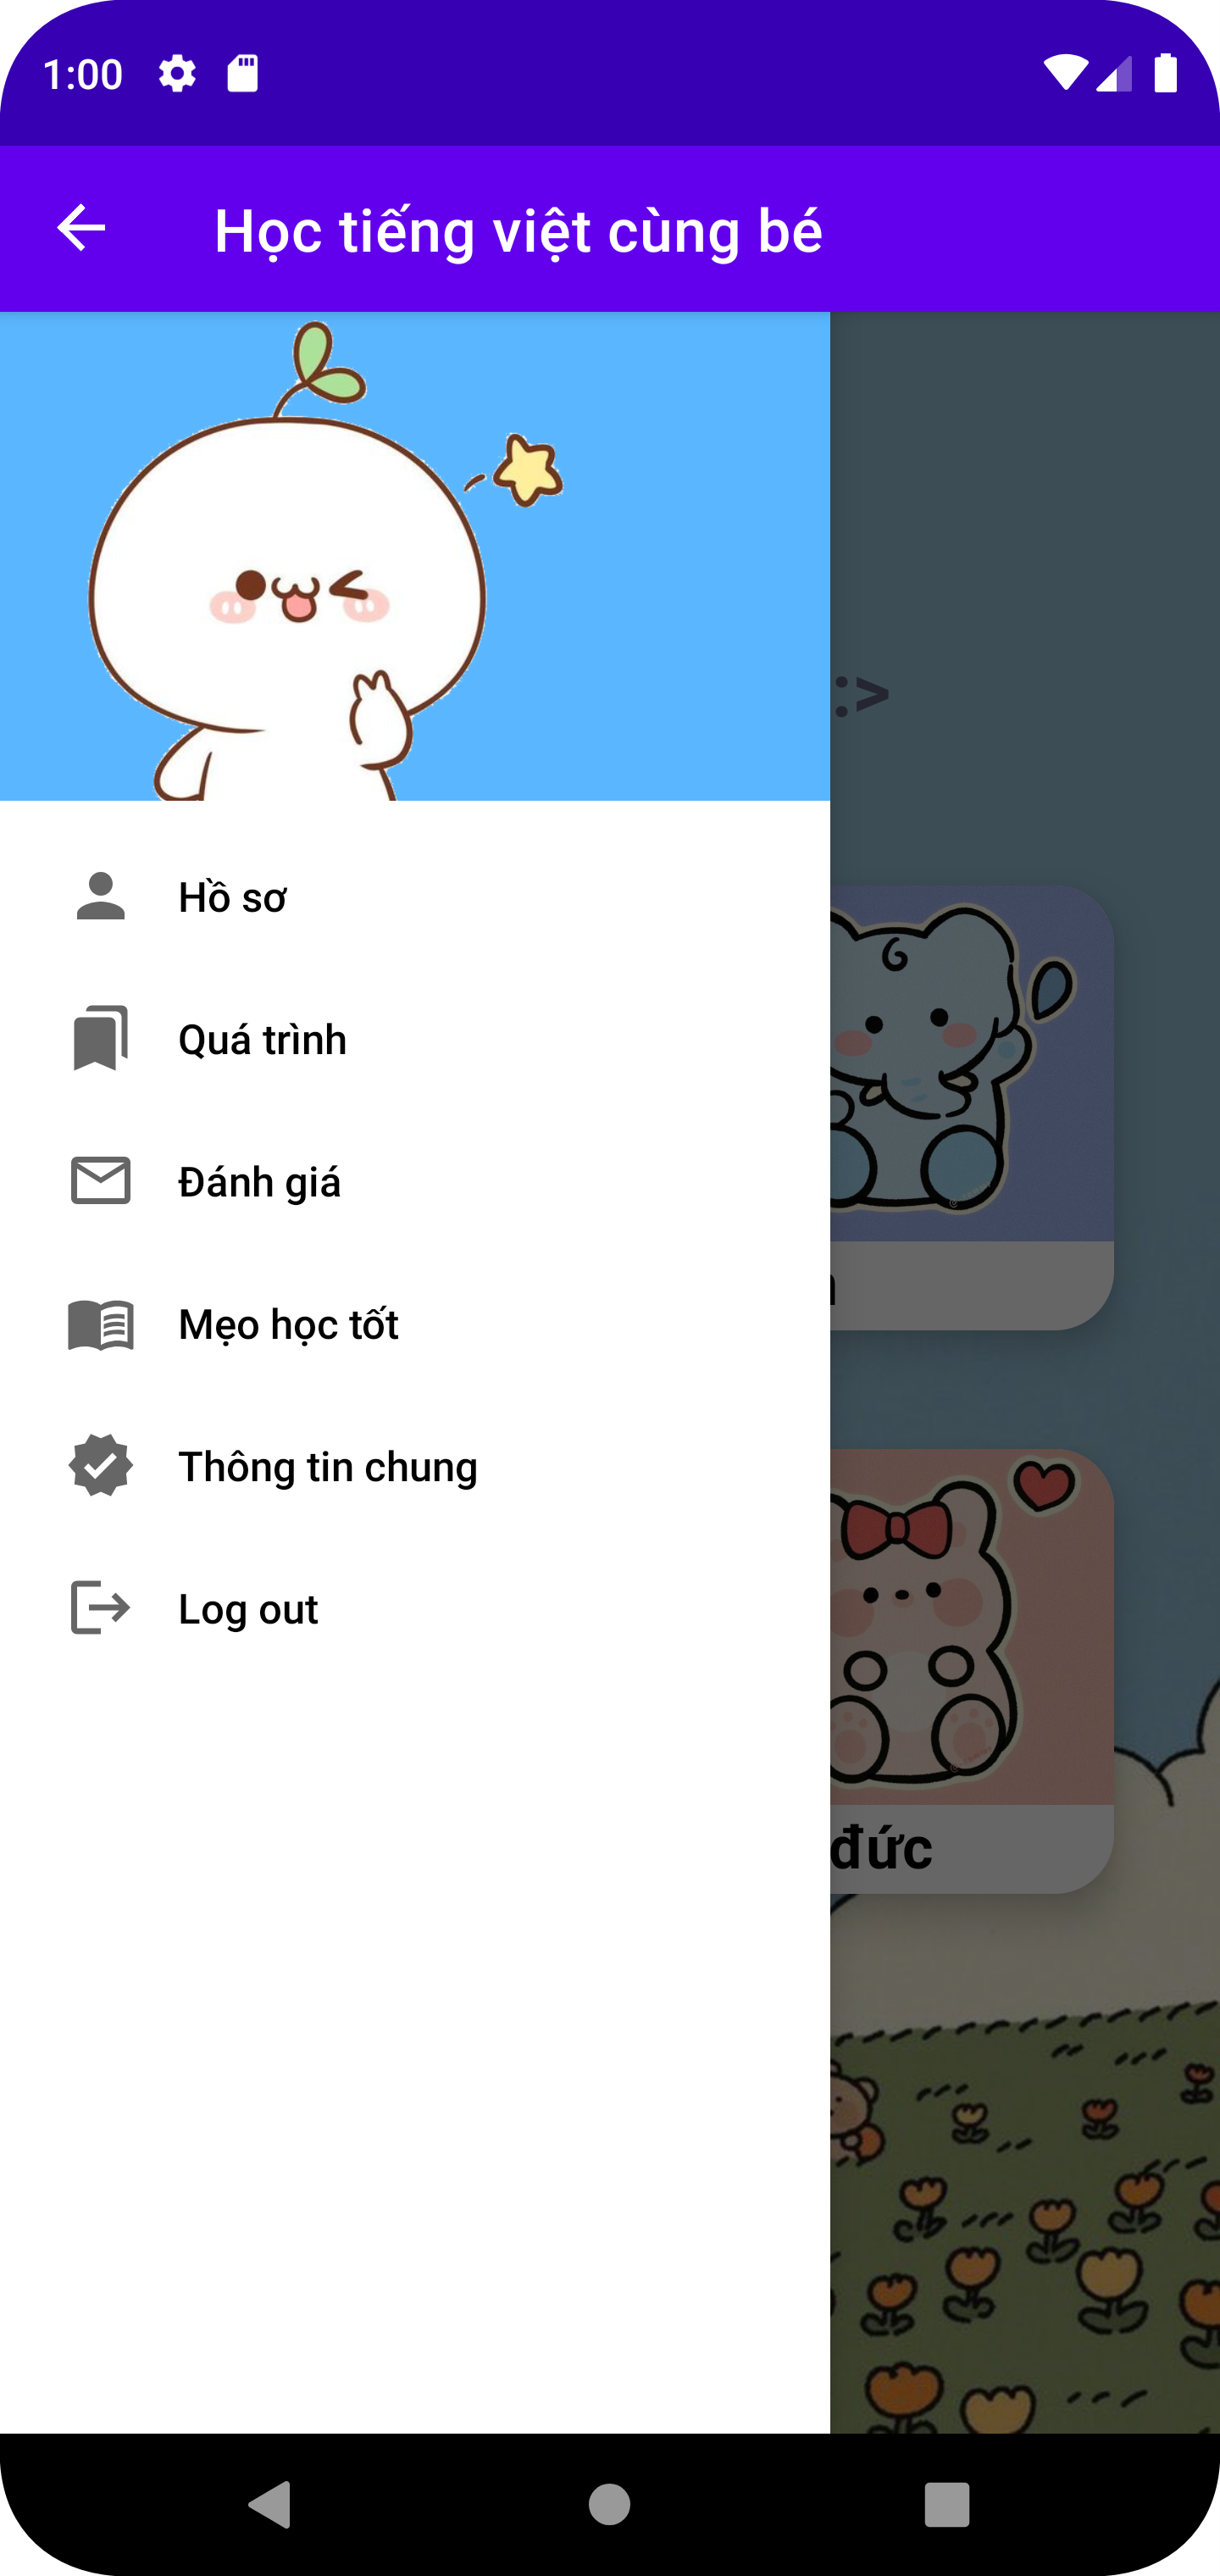 1:00
Học tiếng việt cùng bé
:>
Hồ sơ
Quá trình
Đánh giá
Mẹo học tốt
Thông tin chung
Log out
đức